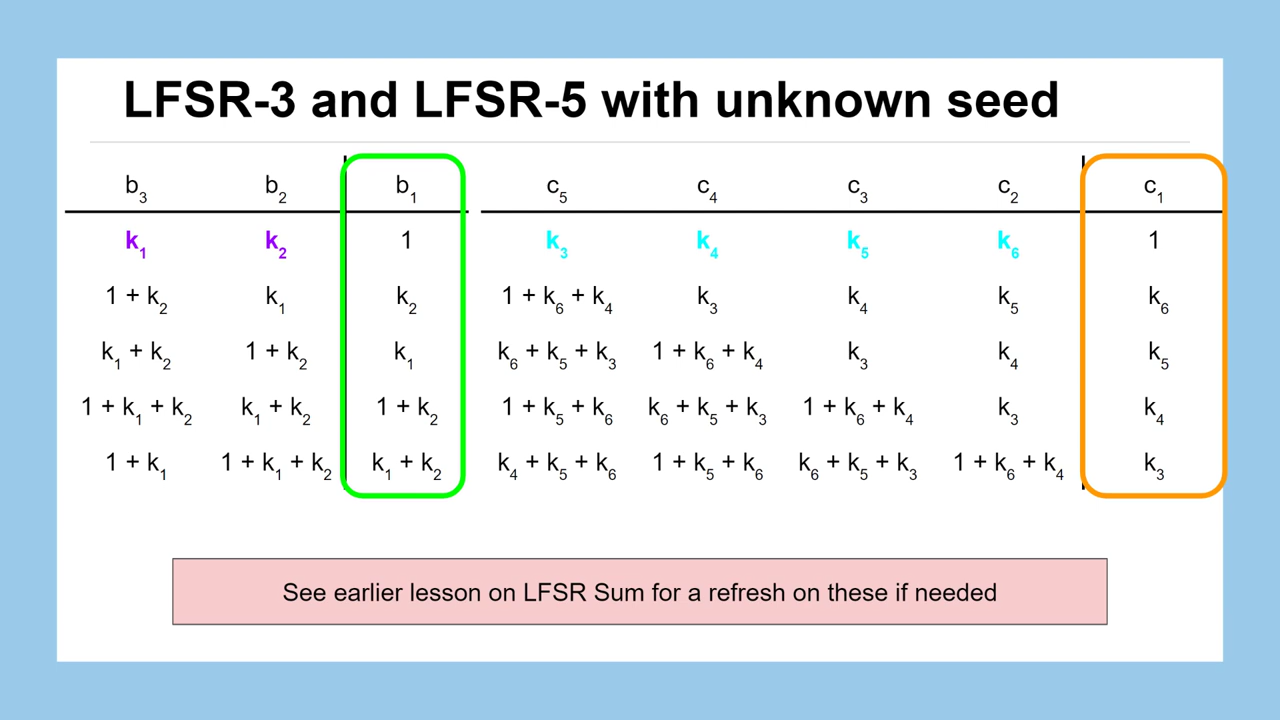 LFSR-3 and LFSR-5 with unknown seed
b₃ b₂ b₁ c₅ c₄ c₃ c₂ c₁
k₁ k₂ 1 k₃ k₄ k₅ k₆ 1
1 + k₂ k₁ k₂ 1 + k₆ + k₄ k₃ k₄ k₅ k₆
k₁ + k₂ 1 + k₂ k₁ k₆ + k₅ + k₃ 1 + k₆ + k₄ k₃ k₄ k₅
1 + k₁ + k₂ k₁ + k₂ 1 + k₂ 1 + k₅ + k₆ k₆ + k₅ + k₃ 1 + k₆ + k₄ k₃ k₄
1 + k₁ 1 + k₁ + k₂ k₁ + k₂ k₄ + k₅ + k₆ 1 + k₅ + k₆ k₆ + k₅ + k₃ 1 + k₆ + k₄ k₃
See earlier lesson on LFSR Sum for a refresh on these if needed